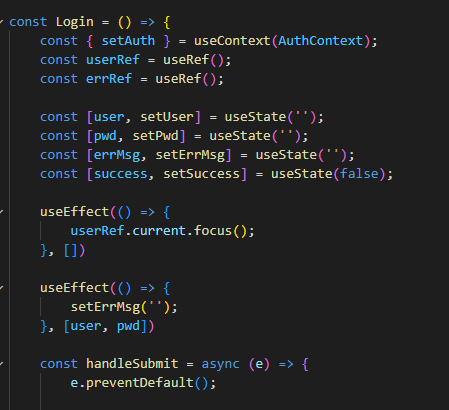 const Login = () => {
const { setAuth } = useContext(AuthContext);
const userRef = useRef();
const errRef = useRef();
const [user, setUser] = useState('');
const [pwd, setPwd] = useState('');
const [errMsg, setErrMsg] = useState('');
const [success, setSuccess] = useState(false);
useEffect(() => {
userRef.current.focus();
}, [])
useEffect(() => {
setErrMsg('');
}, [user, pwd])
const handleSubmit = async (e) => {
e.preventDefault();